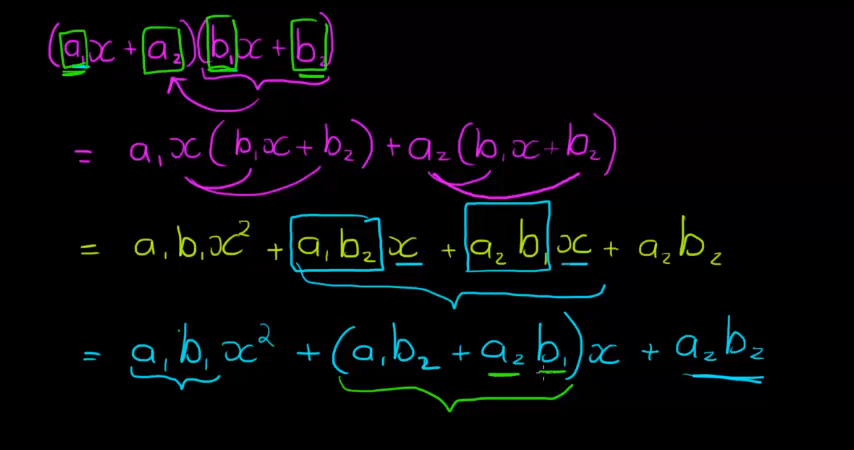 (a₁x + a₂)(b₁x + b₂)
= a₁x(b₁x + b₂) + a₂(b₁x + b₂)
= a₁b₁x² + a₁b₂x + a₂b₁x + a₂b₂
= a₁b₁x² + (a₁b₂ + a₂b₁)x + a₂b₂